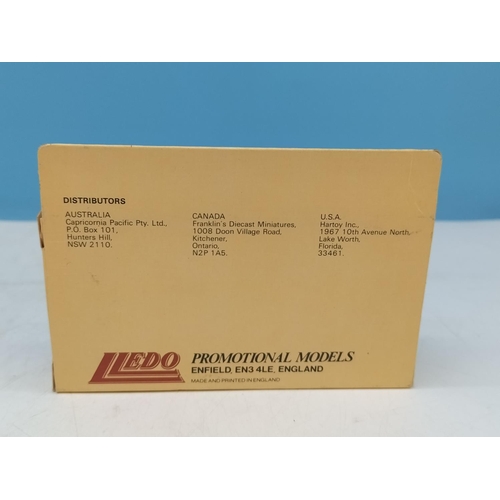 DISTRIBUTORS
AUSTRALIA
Capricornia Pacific Pty. Ltd.,
P.O. Box 101,
Hunters Hill,
NSW 2110.
CANADA
Franklin's Diecast Miniatures,
1008 Doon Village Road,
Kitchener,
Ontario,
N2P 1A5.
U.S.A.
Hartoy Inc.,
1967 10th Avenue North,
Lake Worth,
Florida.
33461.
LLEDO
PROMOTIONAL MODELS
ENFIELD, EN3 4LE, ENGLAND
MADE AND PRINTED IN ENGLAND